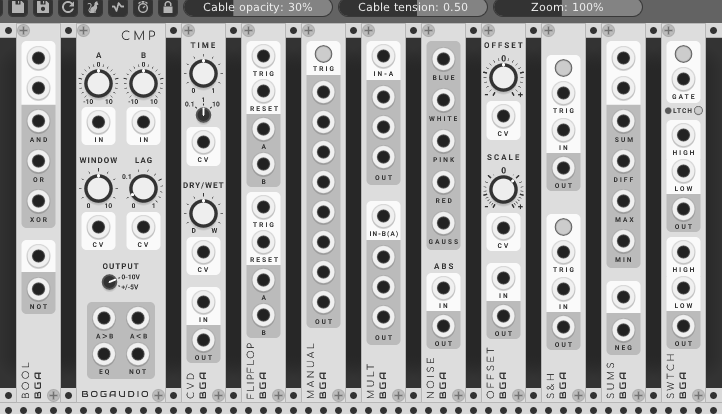 Cable opacity: 30%
Cable tension: 0.50
Zoom: 100%
AND
OR
XOR
NOT
BOOL
BGA
CMP
A
B
0
0
-10 10
-10 10
IN
IN
WINDOW
LAG
0
10
0.1
10
CV
CV
OUTPUT
0-10V
+/-5V
A>B
A<B
EQ
NOT
BOGAUDIO
TIME
0
1
0.1
1
10
CV
DRY/WET
D
W
CV
IN
OUT
CVD
BGA
TRIG
RESET
A
B
TRIG
RESET
A
B
FLIPFLOP
BGA
TRIG
OUT
MANUAL
BGA
IN-A
OUT
IN-B(A)
OUT
MULT
BGA
BLUE
WHITE
PINK
RED
GAUSS
ABS
IN
OUT
NOISE
BGA
OFFSET
0
-
+
CV
SCALE
0
-
+
CV
IN
OUT
OFFSET
BGA
TRIG
IN
OUT
TRIG
IN
OUT
S&H
BGA
SUM
DIFF
MAX
MIN
NEG
SUMS
BGA
GATE
LTCH
HIGH
LOW
OUT
HIGH
LOW
OUT
SWTCH
BGA